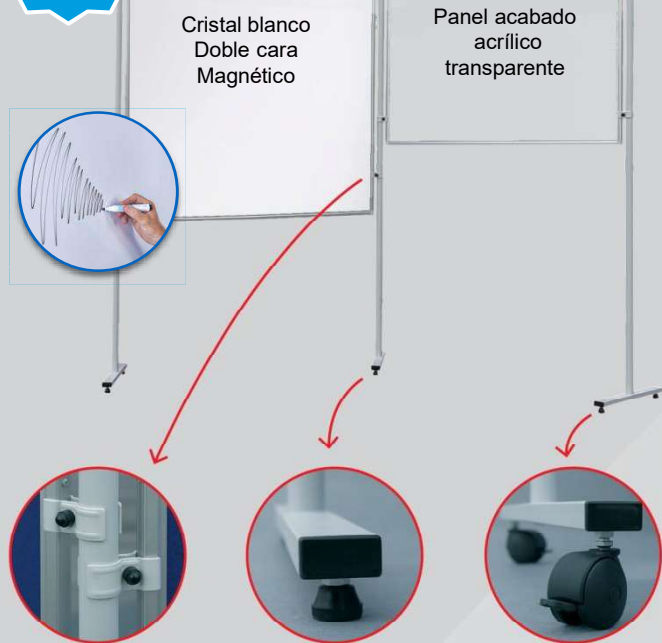 Cristal blanco
Doble cara
Magnético
Panel acabado
acrílico
transparente